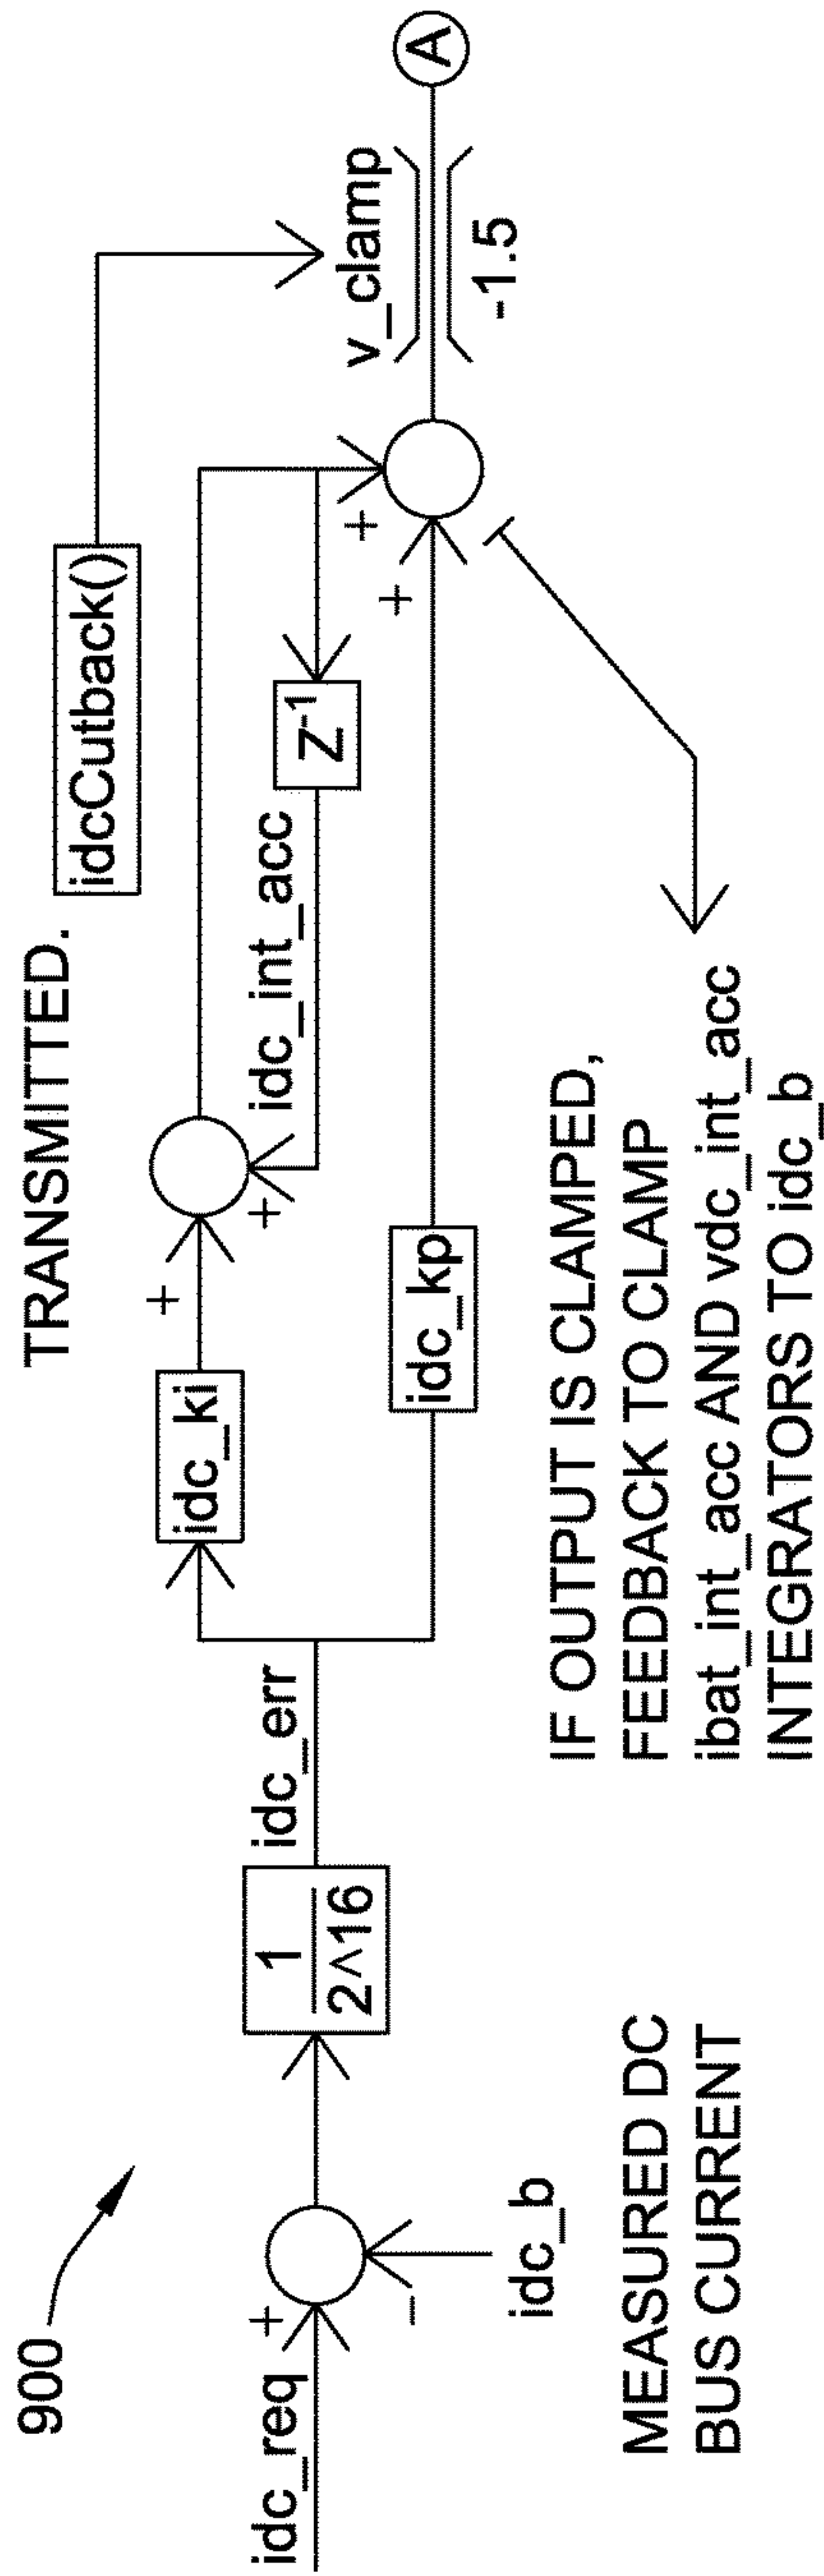 900
TRANSMITTED.
idcCutback()
idc_req
+
−
idc_b
MEASURED DC
BUS CURRENT
1
2^16
idc_err
idc_ki
+
+
idc_int_acc
Z-1
idc_kp
+
+
v_clamp
-1.5
A
IF OUTPUT IS CLAMPED,
FEEDBACK TO CLAMP
ibat_int_acc AND vdc_int_acc
INTEGRATORS TO idc_b